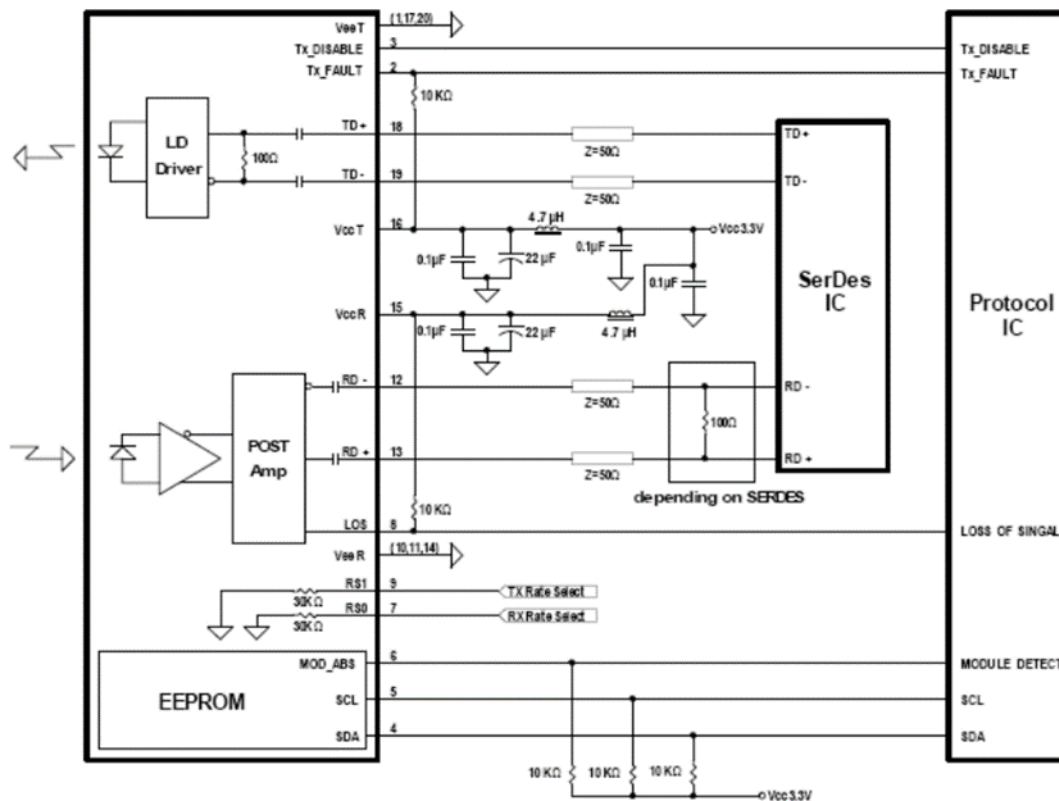 VeeT (1,17,20)
Tx_DISABLE 3 Tx_DISABLE
Tx_FAULT 2 Tx_FAULT
10 KΩ
LD
Driver
100Ω
TD+ 18 Z=50Ω TD+
TD - 19 Z=50Ω TD -
VccT 16 4.7 μH Vcc3.3V
0.1μF 22 μF 0.1μF 0.1μF
SerDes
IC
Protocol
IC
VccR 15 4.7 μH
0.1μF 22 μF
RD - 12 Z=50Ω RD -
100Ω
POST
Amp
RD + 13 Z=50Ω RD +
depending on SERDES
10 KΩ
LOS 8 LOSS OF SINGAL
VeeR (10,11,14)
RS1 9 TX Rate Select
30KΩ
RS0 7 RX Rate Select
30KΩ
MOD_ABS 6 MODULE DETECT
EEPROM
SCL 5 SCL
SDA 4 SDA
10 KΩ 10 KΩ 10 KΩ
Vcc3.3V